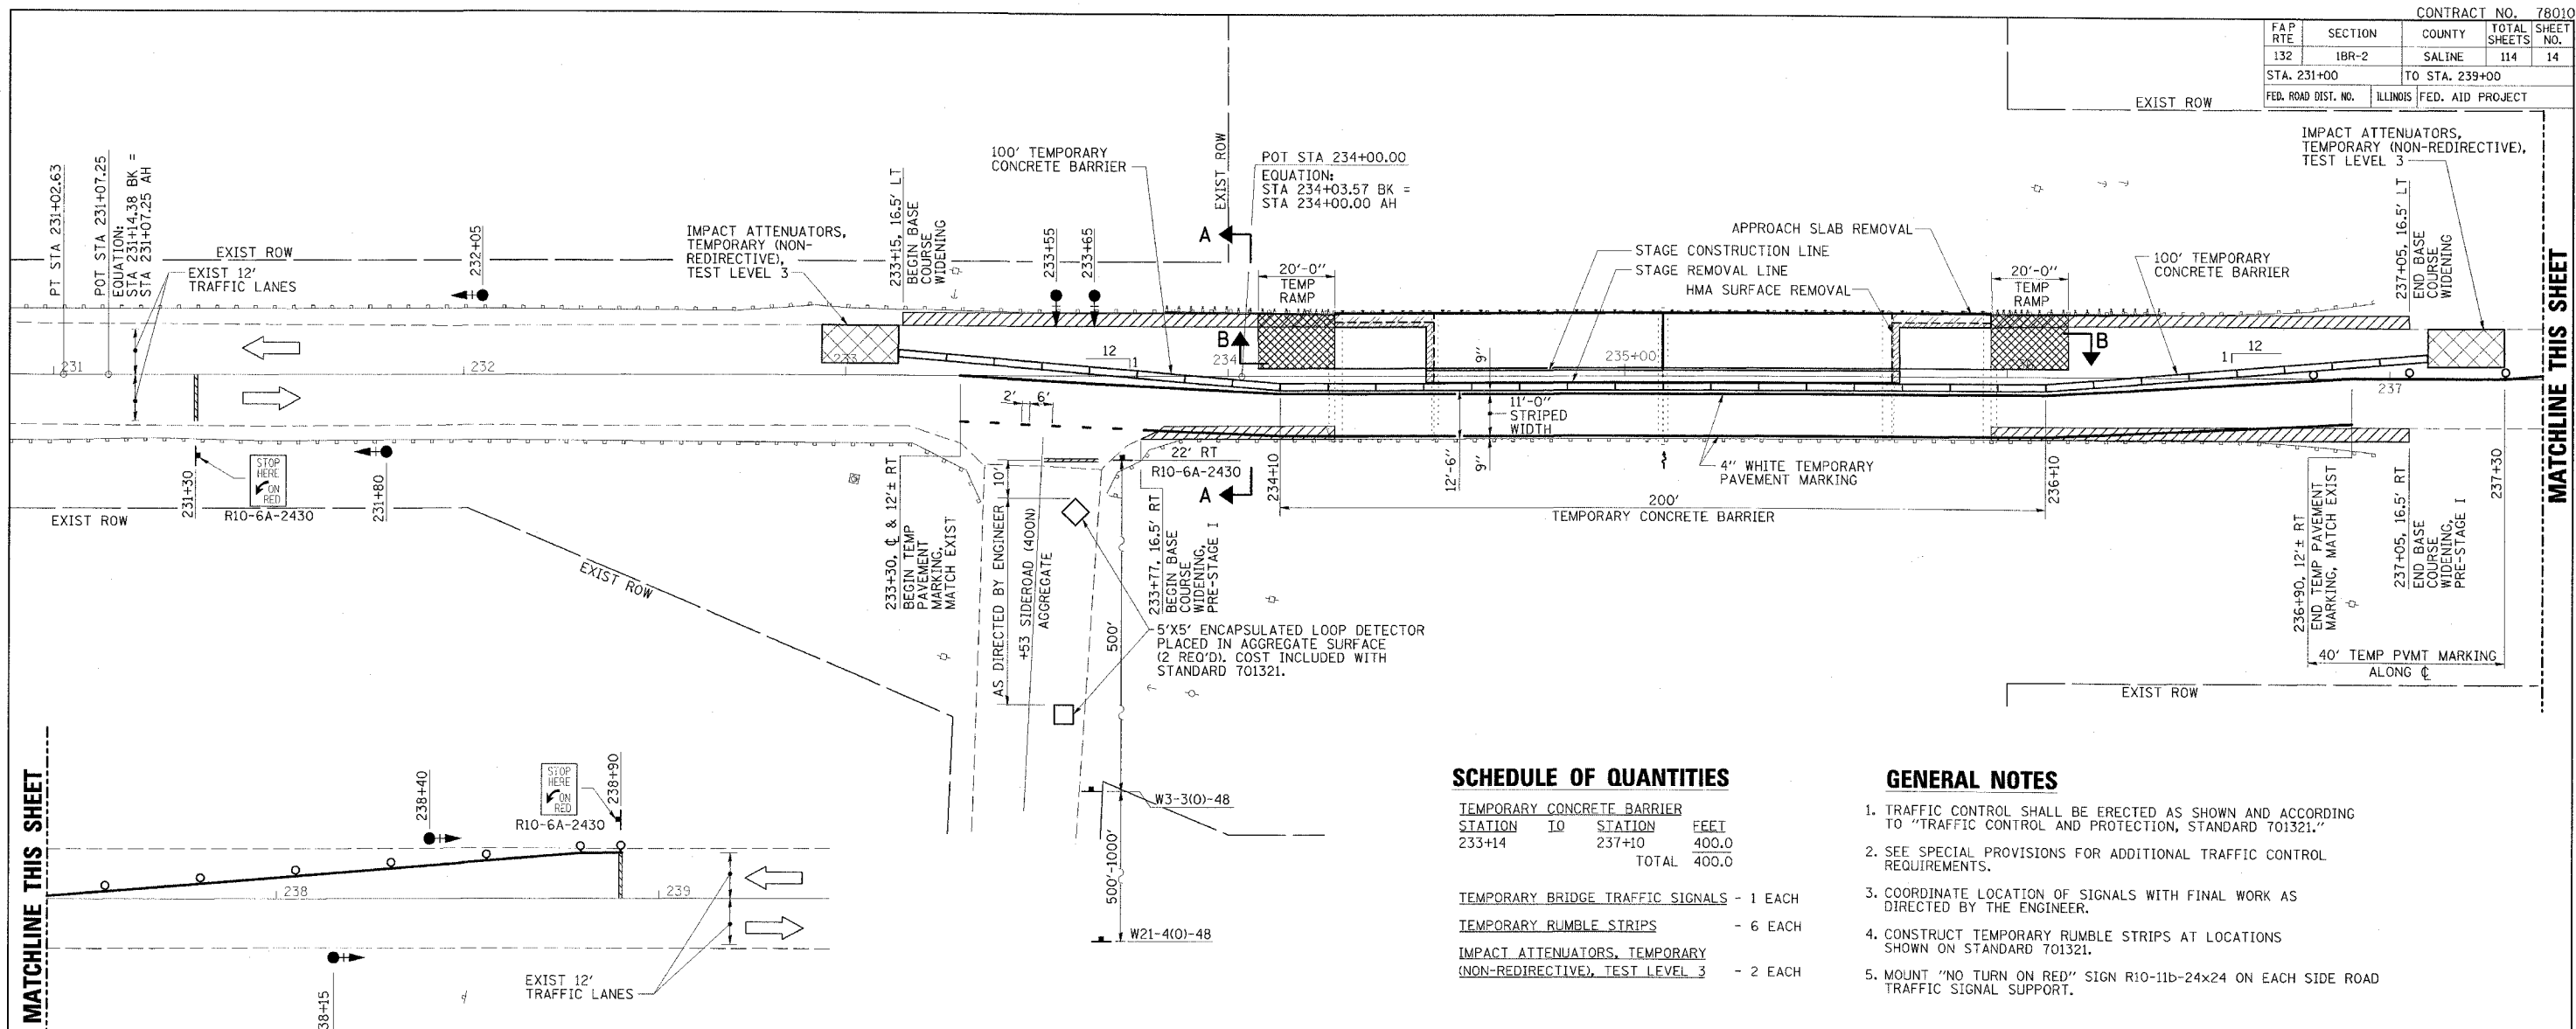 CONTRACT NO. 78010
FAP RTE
SECTION
COUNTY
TOTAL SHEETS
SHEET NO.
132
1BR-2
SALINE
114
14
STA. 231+00
TO STA. 239+00
FED. ROAD DIST. NO.
ILLINOIS
FED. AID PROJECT
EXIST ROW
IMPACT ATTENUATORS,
TEMPORARY (NON-REDIRECTIVE),
TEST LEVEL 3
PT STA 231+02.63
POT STA 231+07.25
EQUATION:
STA 231+14.38 BK =
STA 231+07.25 AH
EXIST ROW
EXIST 12'
TRAFFIC LANES
232+05
IMPACT ATTENUATORS,
TEMPORARY (NON-
REDIRECTIVE),
TEST LEVEL 3
233+15, 16.5' LT
BEGIN BASE
COURSE
WIDENING
100' TEMPORARY
CONCRETE BARRIER
233+55
233+65
EXIST ROW
POT STA 234+00.00
EQUATION:
STA 234+03.57 BK =
STA 234+00.00 AH
A
20'-0"
TEMP
RAMP
APPROACH SLAB REMOVAL
STAGE CONSTRUCTION LINE
STAGE REMOVAL LINE
HMA SURFACE REMOVAL
20'-0"
TEMP
RAMP
100' TEMPORARY
CONCRETE BARRIER
237+05, 16.5' LT
END BASE
COURSE
WIDENING
MATCHLINE THIS SHEET
231
232
233
12
1
B
234
9"
235+00
B
1
12
237
2'
6'
11'-0"
STRIPED
WIDTH
9"
12'-6"
4" WHITE TEMPORARY
PAVEMENT MARKING
231+30
STOP
HERE
ON
RED
R10-6A-2430
231+80
EXIST ROW
EXIST ROW
233+30, ℄ & 12'± RT
BEGIN TEMP
PAVEMENT
MARKING,
MATCH EXIST
10'
AS DIRECTED BY ENGINEER
+53 SIDEROAD (400N)
AGGREGATE
22' RT
R10-6A-2430
A
500'
233+77, 16.5' RT
BEGIN BASE
COURSE
WIDENING,
PRE-STAGE I
234+10
200'
TEMPORARY CONCRETE BARRIER
236+10
5'X5' ENCAPSULATED LOOP DETECTOR
PLACED IN AGGREGATE SURFACE
(2 REQ'D). COST INCLUDED WITH
STANDARD 701321.
236+90, 12'± RT
END TEMP PAVEMENT
MARKING, MATCH EXIST
237+05, 16.5' RT
END BASE
COURSE
WIDENING,
PRE-STAGE I
237+30
40' TEMP PVMT MARKING
ALONG ℄
EXIST ROW
MATCHLINE THIS SHEET
238+40
STOP
HERE
ON
RED
R10-6A-2430
238+90
238
239
EXIST 12'
TRAFFIC LANES
W3-3(O)-48
500'-1000'
W21-4(O)-48
SCHEDULE OF QUANTITIES
TEMPORARY CONCRETE BARRIER
STATION TO STATION FEET
233+14 237+10 400.0
TOTAL 400.0
TEMPORARY BRIDGE TRAFFIC SIGNALS - 1 EACH
TEMPORARY RUMBLE STRIPS - 6 EACH
IMPACT ATTENUATORS, TEMPORARY
(NON-REDIRECTIVE), TEST LEVEL 3 - 2 EACH
GENERAL NOTES
1. TRAFFIC CONTROL SHALL BE ERECTED AS SHOWN AND ACCORDING
TO "TRAFFIC CONTROL AND PROTECTION, STANDARD 701321."
2. SEE SPECIAL PROVISIONS FOR ADDITIONAL TRAFFIC CONTROL
REQUIREMENTS.
3. COORDINATE LOCATION OF SIGNALS WITH FINAL WORK AS
DIRECTED BY THE ENGINEER.
4. CONSTRUCT TEMPORARY RUMBLE STRIPS AT LOCATIONS
SHOWN ON STANDARD 701321.
5. MOUNT "NO TURN ON RED" SIGN R10-11b-24x24 ON EACH SIDE ROAD
TRAFFIC SIGNAL SUPPORT.